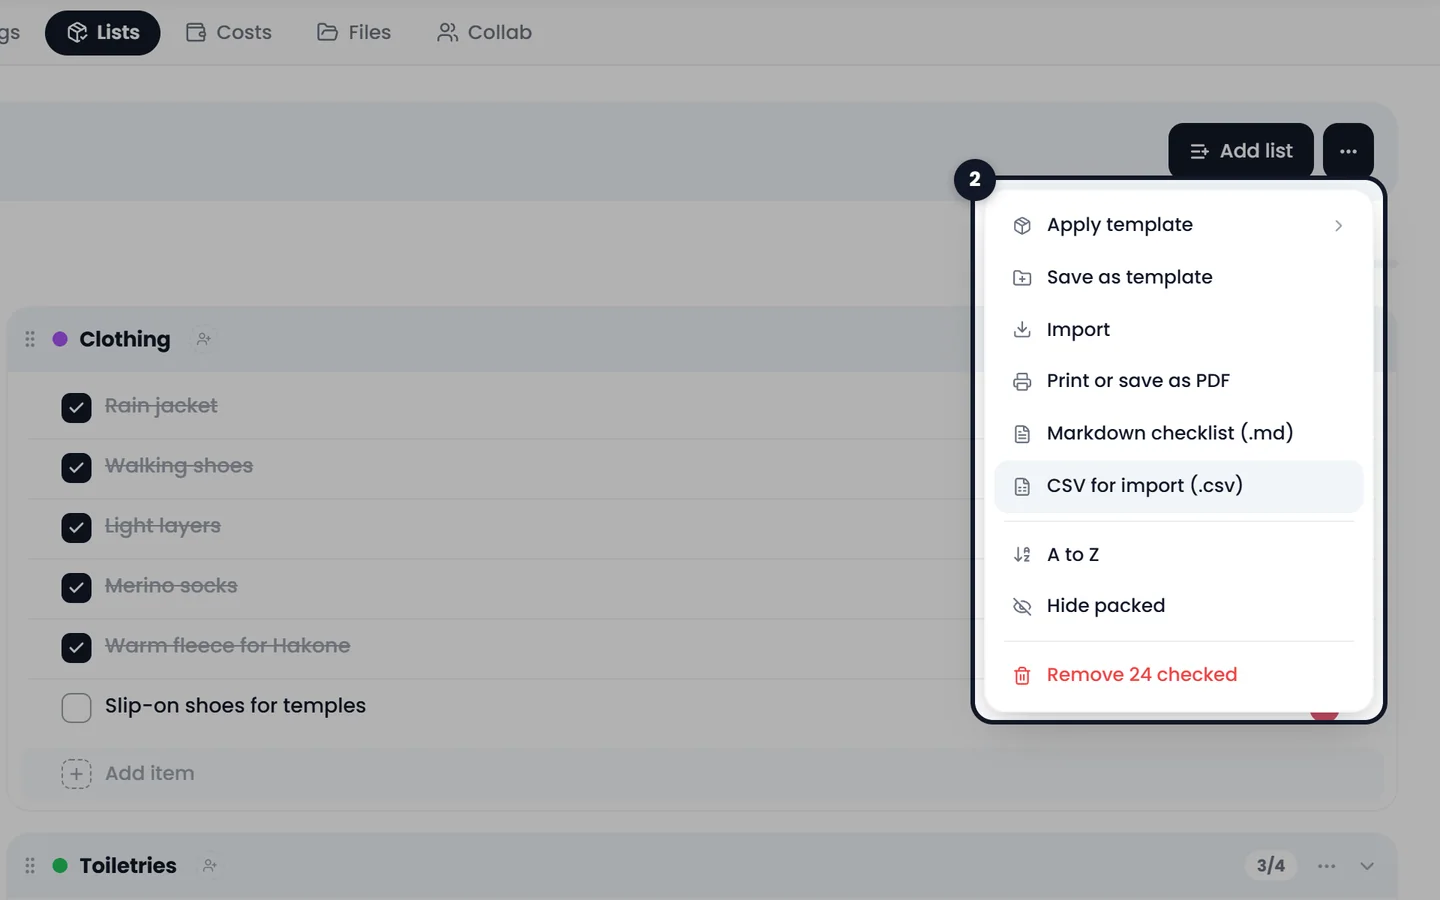 gs
Lists
Costs
Files
Collab
Add list
2
Apply template
Save as template
Import
Print or save as PDF
Markdown checklist (.md)
CSV for import (.csv)
A to Z
Hide packed
Remove 24 checked
Clothing
Rain jacket
Walking shoes
Light layers
Merino socks
Warm fleece for Hakone
Slip-on shoes for temples
Add item
Toiletries
3/4